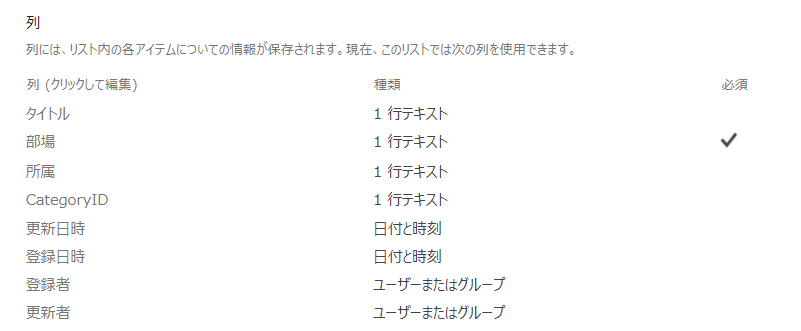 列
列には、リスト内の各アイテムについての情報が保存されます。現在、このリストでは次の列を使用できます。
列 (クリックして編集) 種類 必須
タイトル 1 行テキスト
部場 1 行テキスト
所属 1 行テキスト
CategoryID 1 行テキスト
更新日時 日付と時刻
登録日時 日付と時刻
登録者 ユーザーまたはグループ
更新者 ユーザーまたはグループ